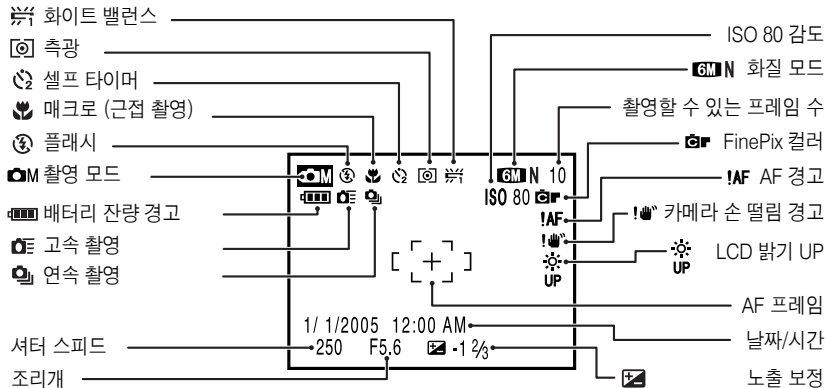 화이트 밸런스
측광
셀프 타이머
매크로 (근접 촬영)
플래시
M 촬영 모드
배터리 잔량 경고
고속 촬영
연속 촬영
셔터 스피드
조리개
M 2 6M N 10
ISO 80
!AF
!
UP
1/ 1/2005 12:00 AM
250 F5.6 -1 ⅔
ISO 80 감도
6M N 화질 모드
촬영할 수 있는 프레임 수
FinePix 컬러
!AF AF 경고
! 카메라 손 떨림 경고
UP LCD 밝기 UP
AF 프레임
날짜/시간
노출 보정